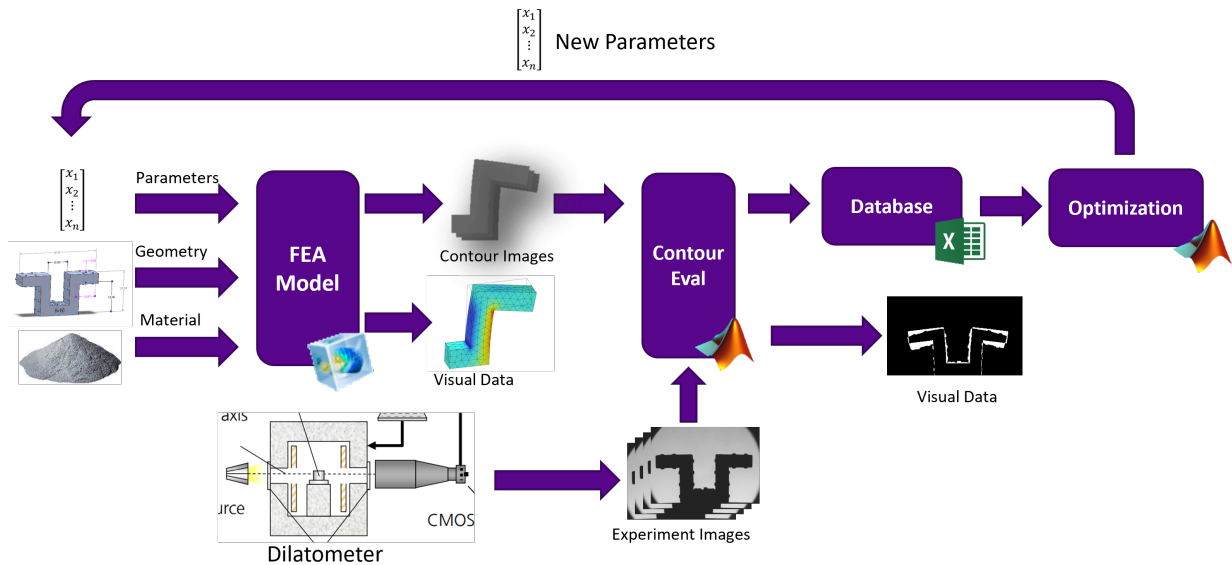 [x₁ x₂ ⋮ xₙ] New Parameters
[x₁ x₂ ⋮ xₙ]
Parameters
Geometry
Material
FEA
Model
Contour Images
Visual Data
Contour
Eval
Database
X
Optimization
Visual Data
axis
urce
CMOS
Dilatometer
Experiment Images